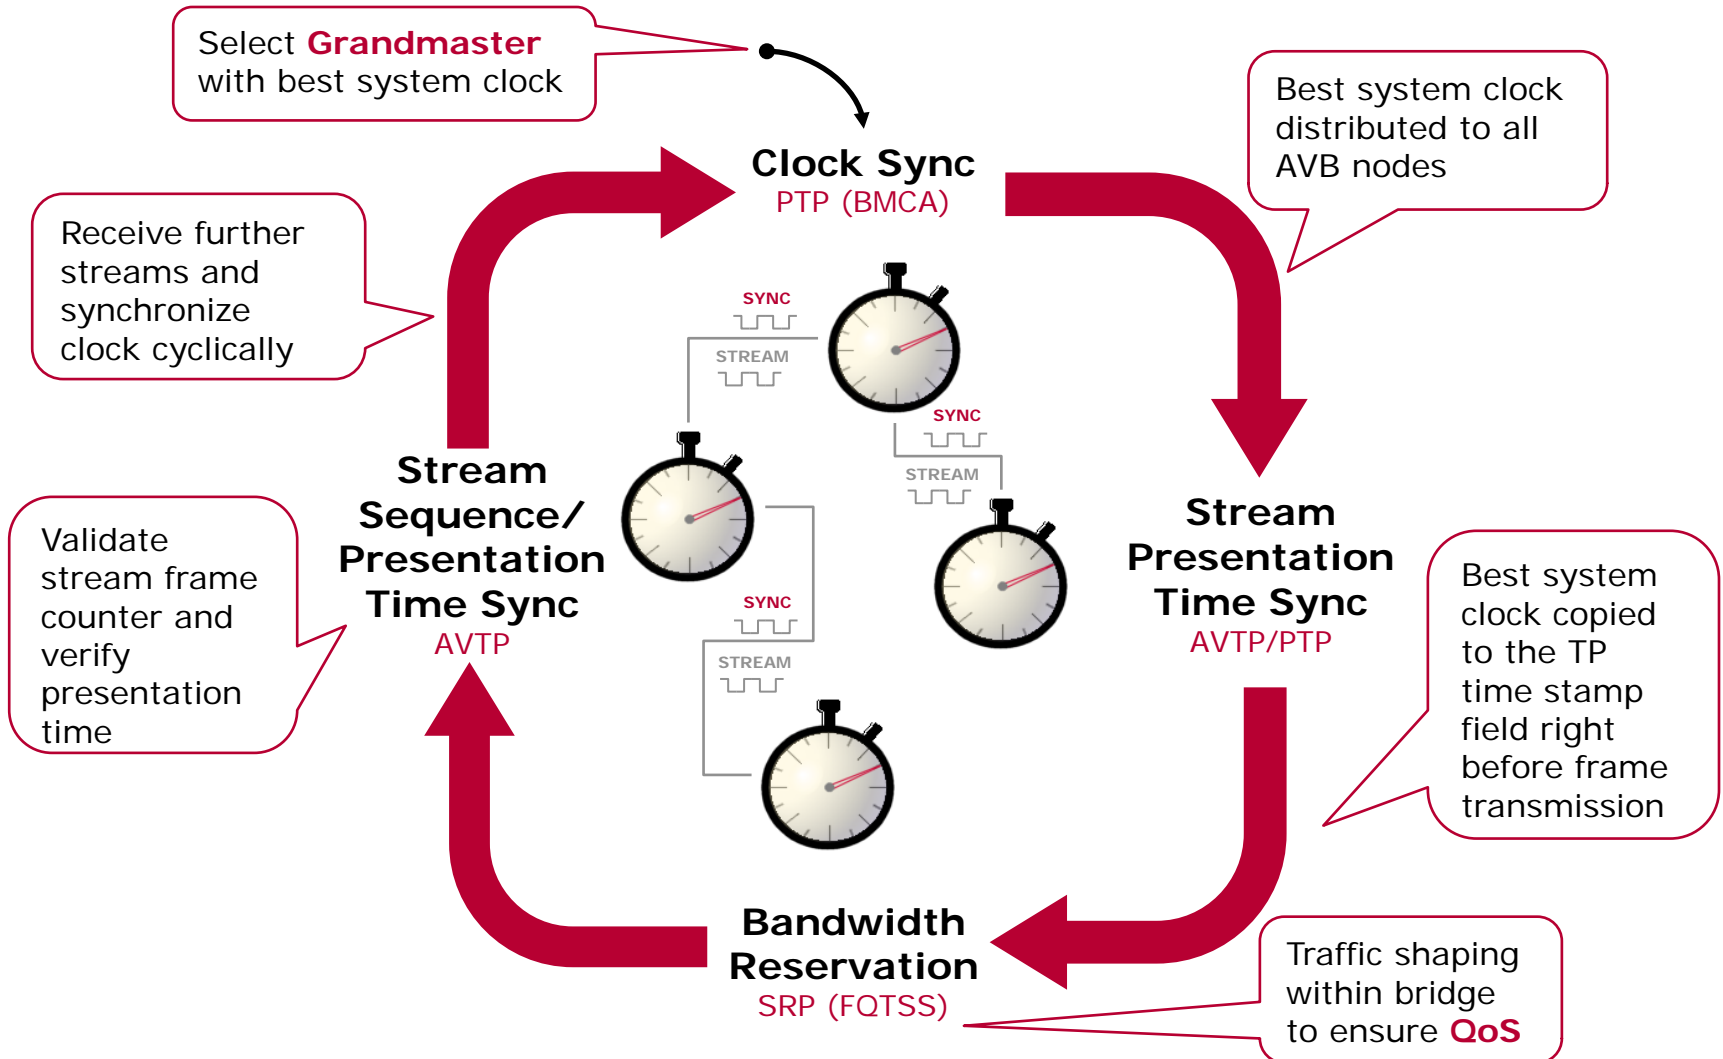 Select Grandmaster
with best system clock
Best system clock
distributed to all
AVB nodes
Clock Sync
PTP (BMCA)
Receive further
streams and
synchronize
clock cyclically
SYNC
STREAM
SYNC
STREAM
Stream
Sequence/
Presentation
Time Sync
AVTP
Stream
Presentation
Time Sync
AVTP/PTP
Validate
stream frame
counter and
verify
presentation
time
Best system
clock copied
to the TP
time stamp
field right
before frame
transmission
SYNC
STREAM
Bandwidth
Reservation
SRP (FQTSS)
Traffic shaping
within bridge
to ensure QoS